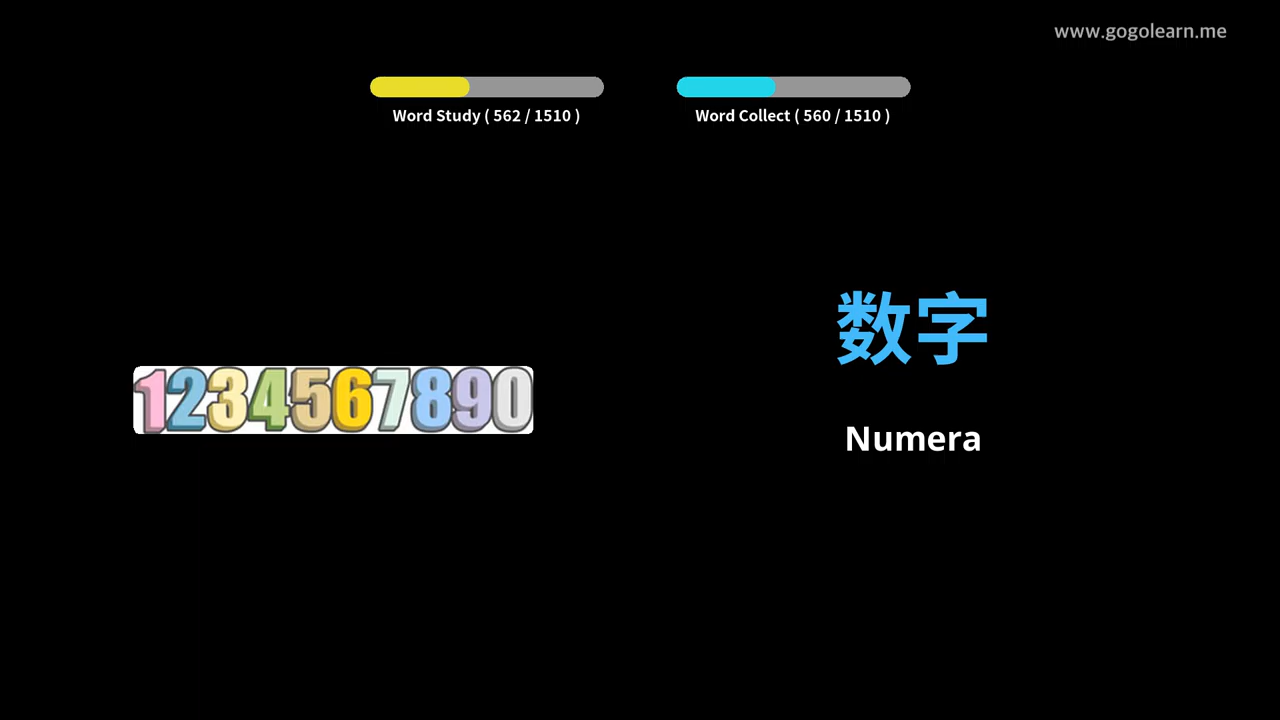 www.gogolearn.me
Word Study ( 562 / 1510 )
Word Collect ( 560 / 1510 )
数字
1234567890
Numera